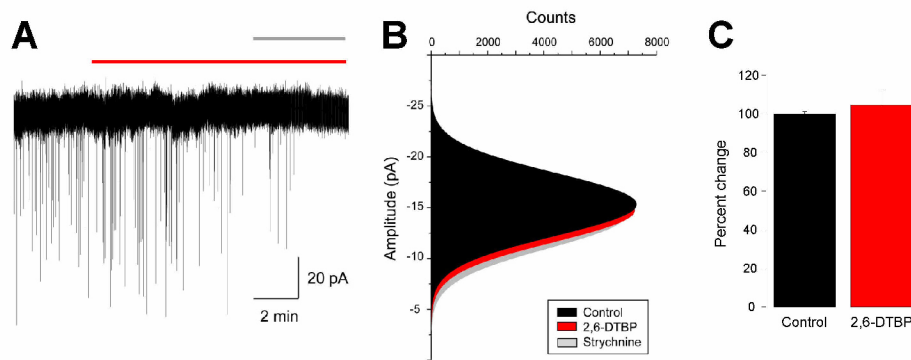 A
20 pA
2 min
B
Counts
0 2000 4000 6000 8000
Amplitude (pA)
-25
-20
-15
-10
-5
Control
2,6-DTBP
Strychnine
C
Percent change
120
100
80
60
40
20
0
Control 2,6-DTBP